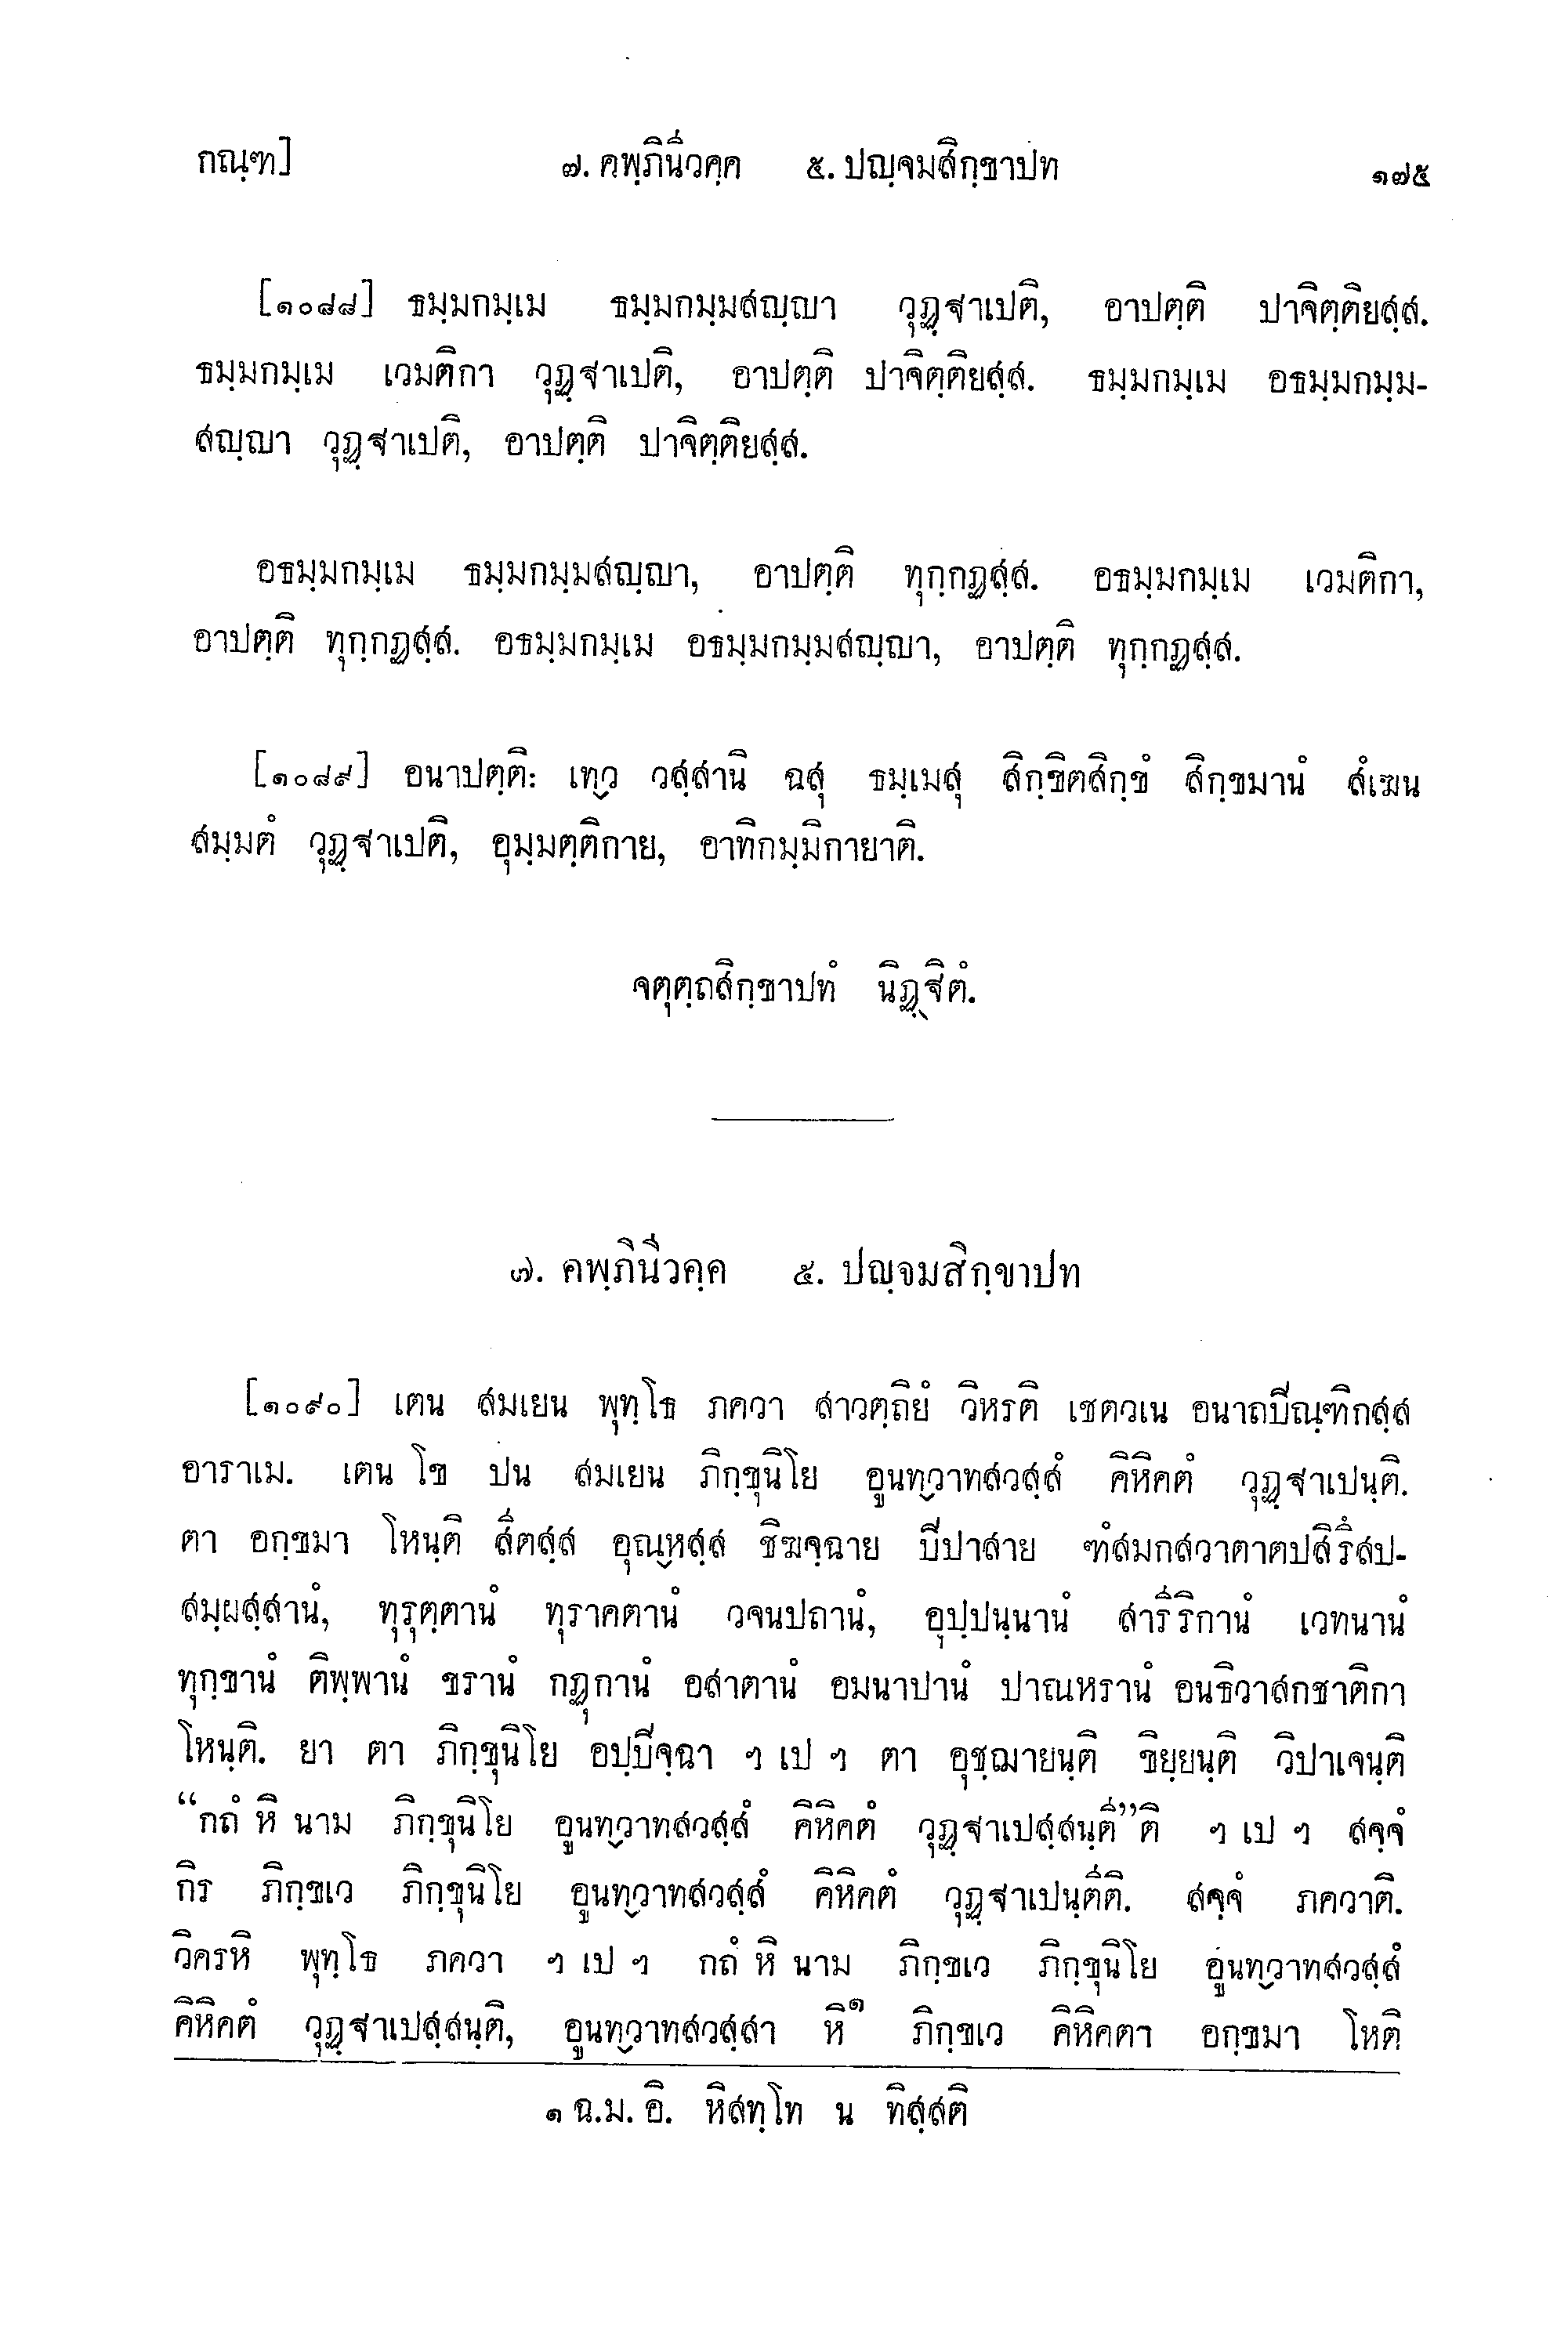 กณฺฑ] ๗. คพฺภินีวคฺค ๕. ปญฺจมสิกฺขาปท ๑๗๕
[๑๐๘๘] ธมฺมกมฺเม ธมฺมกมฺมสญฺญา วุฏฺฐาเปติ, อาปตฺติ ปาจิตฺติยสฺส.
ธมฺมกมฺเม เวมติกา วุฏฺฐาเปติ, อาปตฺติ ปาจิตฺติยสฺส. ธมฺมกมฺเม อธมฺมกมฺม-
สญฺญา วุฏฺฐาเปติ, อาปตฺติ ปาจิตฺติยสฺส.
อธมฺมกมฺเม ธมฺมกมฺมสญฺญา, อาปตฺติ ทุกฺกฏสฺส. อธมฺมกมฺเม เวมติกา,
อาปตฺติ ทุกฺกฏสฺส. อธมฺมกมฺเม อธมฺมกมฺมสญฺญา, อาปตฺติ ทุกฺกฏสฺส.
[๑๐๘๙] อนาปตฺติ: เทฺว วสฺสานิ ฉสุ ธมฺเมสุ สิกฺขิตสิกฺขํ สิกฺขมานํ สํเฆน
สมฺมตํ วุฏฺฐาเปติ, อุมฺมตฺติกาย, อาทิกมฺมิกายาติ.
จตุตฺถสิกฺขาปทํ นิฏฺฐิตํ.
๗. คพฺภินีวคฺค ๕. ปญฺจมสิกฺขาปท
[๑๐๙๐] เตน สมเยน พุทฺโธ ภควา สาวตฺถิยํ วิหรติ เชตวเน อนาถปิณฺฑิกสฺส
อาราเม. เตน โข ปน สมเยน ภิกฺขุนิโย อูนทฺวาทสวสฺสํ คิหิคตํ วุฏฺฐาเปนฺติ.
ตา อกฺขมา โหนฺติ สีตสฺส อุณฺหสฺส ชิฆจฺฉาย ปิปาสาย ฑํสมกสวาตาตปสิรึสป-
สมฺผสฺสานํ, ทุรุตฺตานํ ทุราคตานํ วจนปถานํ, อุปฺปนฺนานํ สารีริกานํ เวทนานํ
ทุกฺขานํ ติพฺพานํ ขรานํ กฏุกานํ อสาตานํ อมนาปานํ ปาณหรานํ อนธิวาสกชาติกา
โหนฺติ. ยา ตา ภิกฺขุนิโย อปฺปิจฺฉา ฯ เป ฯ ตา อุชฺฌายนฺติ ขิยฺยนฺติ วิปาเจนฺติ
“กถํ หิ นาม ภิกฺขุนิโย อูนทฺวาทสวสฺสํ คิหิคตํ วุฏฺฐาเปสฺสนฺตี”ติ ฯ เป ฯ สจฺจํ
กิร ภิกฺขเว ภิกฺขุนิโย อูนทฺวาทสวสฺสํ คิหิคตํ วุฏฺฐาเปนฺตีติ. สจฺจํ ภควาติ.
วิครหิ พุทฺโธ ภควา ฯ เป ฯ กถํ หิ นาม ภิกฺขเว ภิกฺขุนิโย อูนทฺวาทสวสฺสํ
คิหิคตํ วุฏฺฐาเปสฺสนฺติ, อูนทฺวาทสวสฺสา หิ๑ ภิกฺขเว คิหิคตา อกฺขมา โหติ
๑ ฉ.ม. อิ. หิสทฺโท น ทิสฺสติ